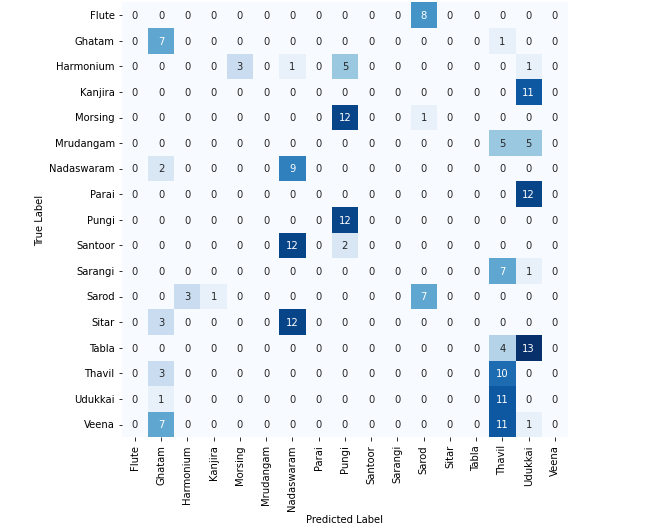 True Label
Flute 0 0 0 0 0 0 0 0 0 0 0 8 0 0 0 0 0
Ghatam 0 7 0 0 0 0 0 0 0 0 0 0 0 0 1 0 0
Harmonium 0 0 0 0 3 0 1 0 5 0 0 0 0 0 0 1 0
Kanjira 0 0 0 0 0 0 0 0 0 0 0 0 0 0 0 11 0
Morsing 0 0 0 0 0 0 0 0 12 0 0 1 0 0 0 0 0
Mrudangam 0 0 0 0 0 0 0 0 0 0 0 0 0 0 5 5 0
Nadaswaram 0 2 0 0 0 0 9 0 0 0 0 0 0 0 0 0 0
Parai 0 0 0 0 0 0 0 0 0 0 0 0 0 0 0 12 0
Pungi 0 0 0 0 0 0 0 0 12 0 0 0 0 0 0 0 0
Santoor 0 0 0 0 0 0 12 0 2 0 0 0 0 0 0 0 0
Sarangi 0 0 0 0 0 0 0 0 0 0 0 0 0 0 7 1 0
Sarod 0 0 3 1 0 0 0 0 0 0 0 7 0 0 0 0 0
Sitar 0 3 0 0 0 0 12 0 0 0 0 0 0 0 0 0 0
Tabla 0 0 0 0 0 0 0 0 0 0 0 0 0 0 4 13 0
Thavil 0 3 0 0 0 0 0 0 0 0 0 0 0 0 10 0 0
Udukkai 0 1 0 0 0 0 0 0 0 0 0 0 0 0 11 0 0
Veena 0 7 0 0 0 0 0 0 0 0 0 0 0 0 11 1 0
Flute Ghatam Harmonium Kanjira Morsing Mrudangam Nadaswaram Parai Pungi Santoor Sarangi Sarod Sitar Tabla Thavil Udukkai Veena
Predicted Label